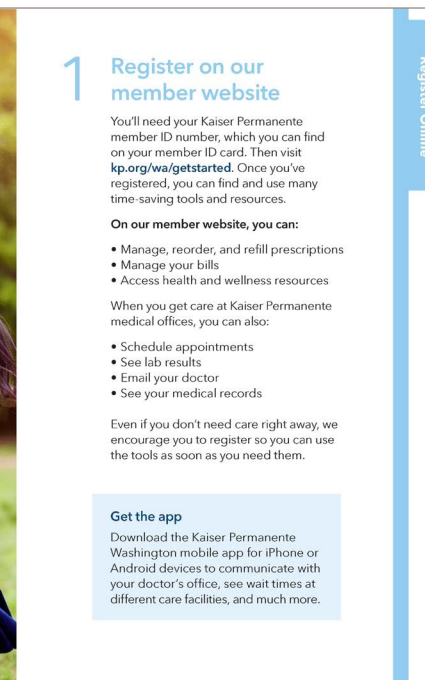 1
Register on our
member website
You'll need your Kaiser Permanente
member ID number, which you can find
on your member ID card. Then visit
kp.org/wa/getstarted. Once you've
registered, you can find and use many
time-saving tools and resources.
On our member website, you can:
• Manage, reorder, and refill prescriptions
• Manage your bills
• Access health and wellness resources
When you get care at Kaiser Permanente
medical offices, you can also:
• Schedule appointments
• See lab results
• Email your doctor
• See your medical records
Even if you don't need care right away, we
encourage you to register so you can use
the tools as soon as you need them.
Get the app
Download the Kaiser Permanente
Washington mobile app for iPhone or
Android devices to communicate with
your doctor's office, see wait times at
different care facilities, and much more.
Register Online